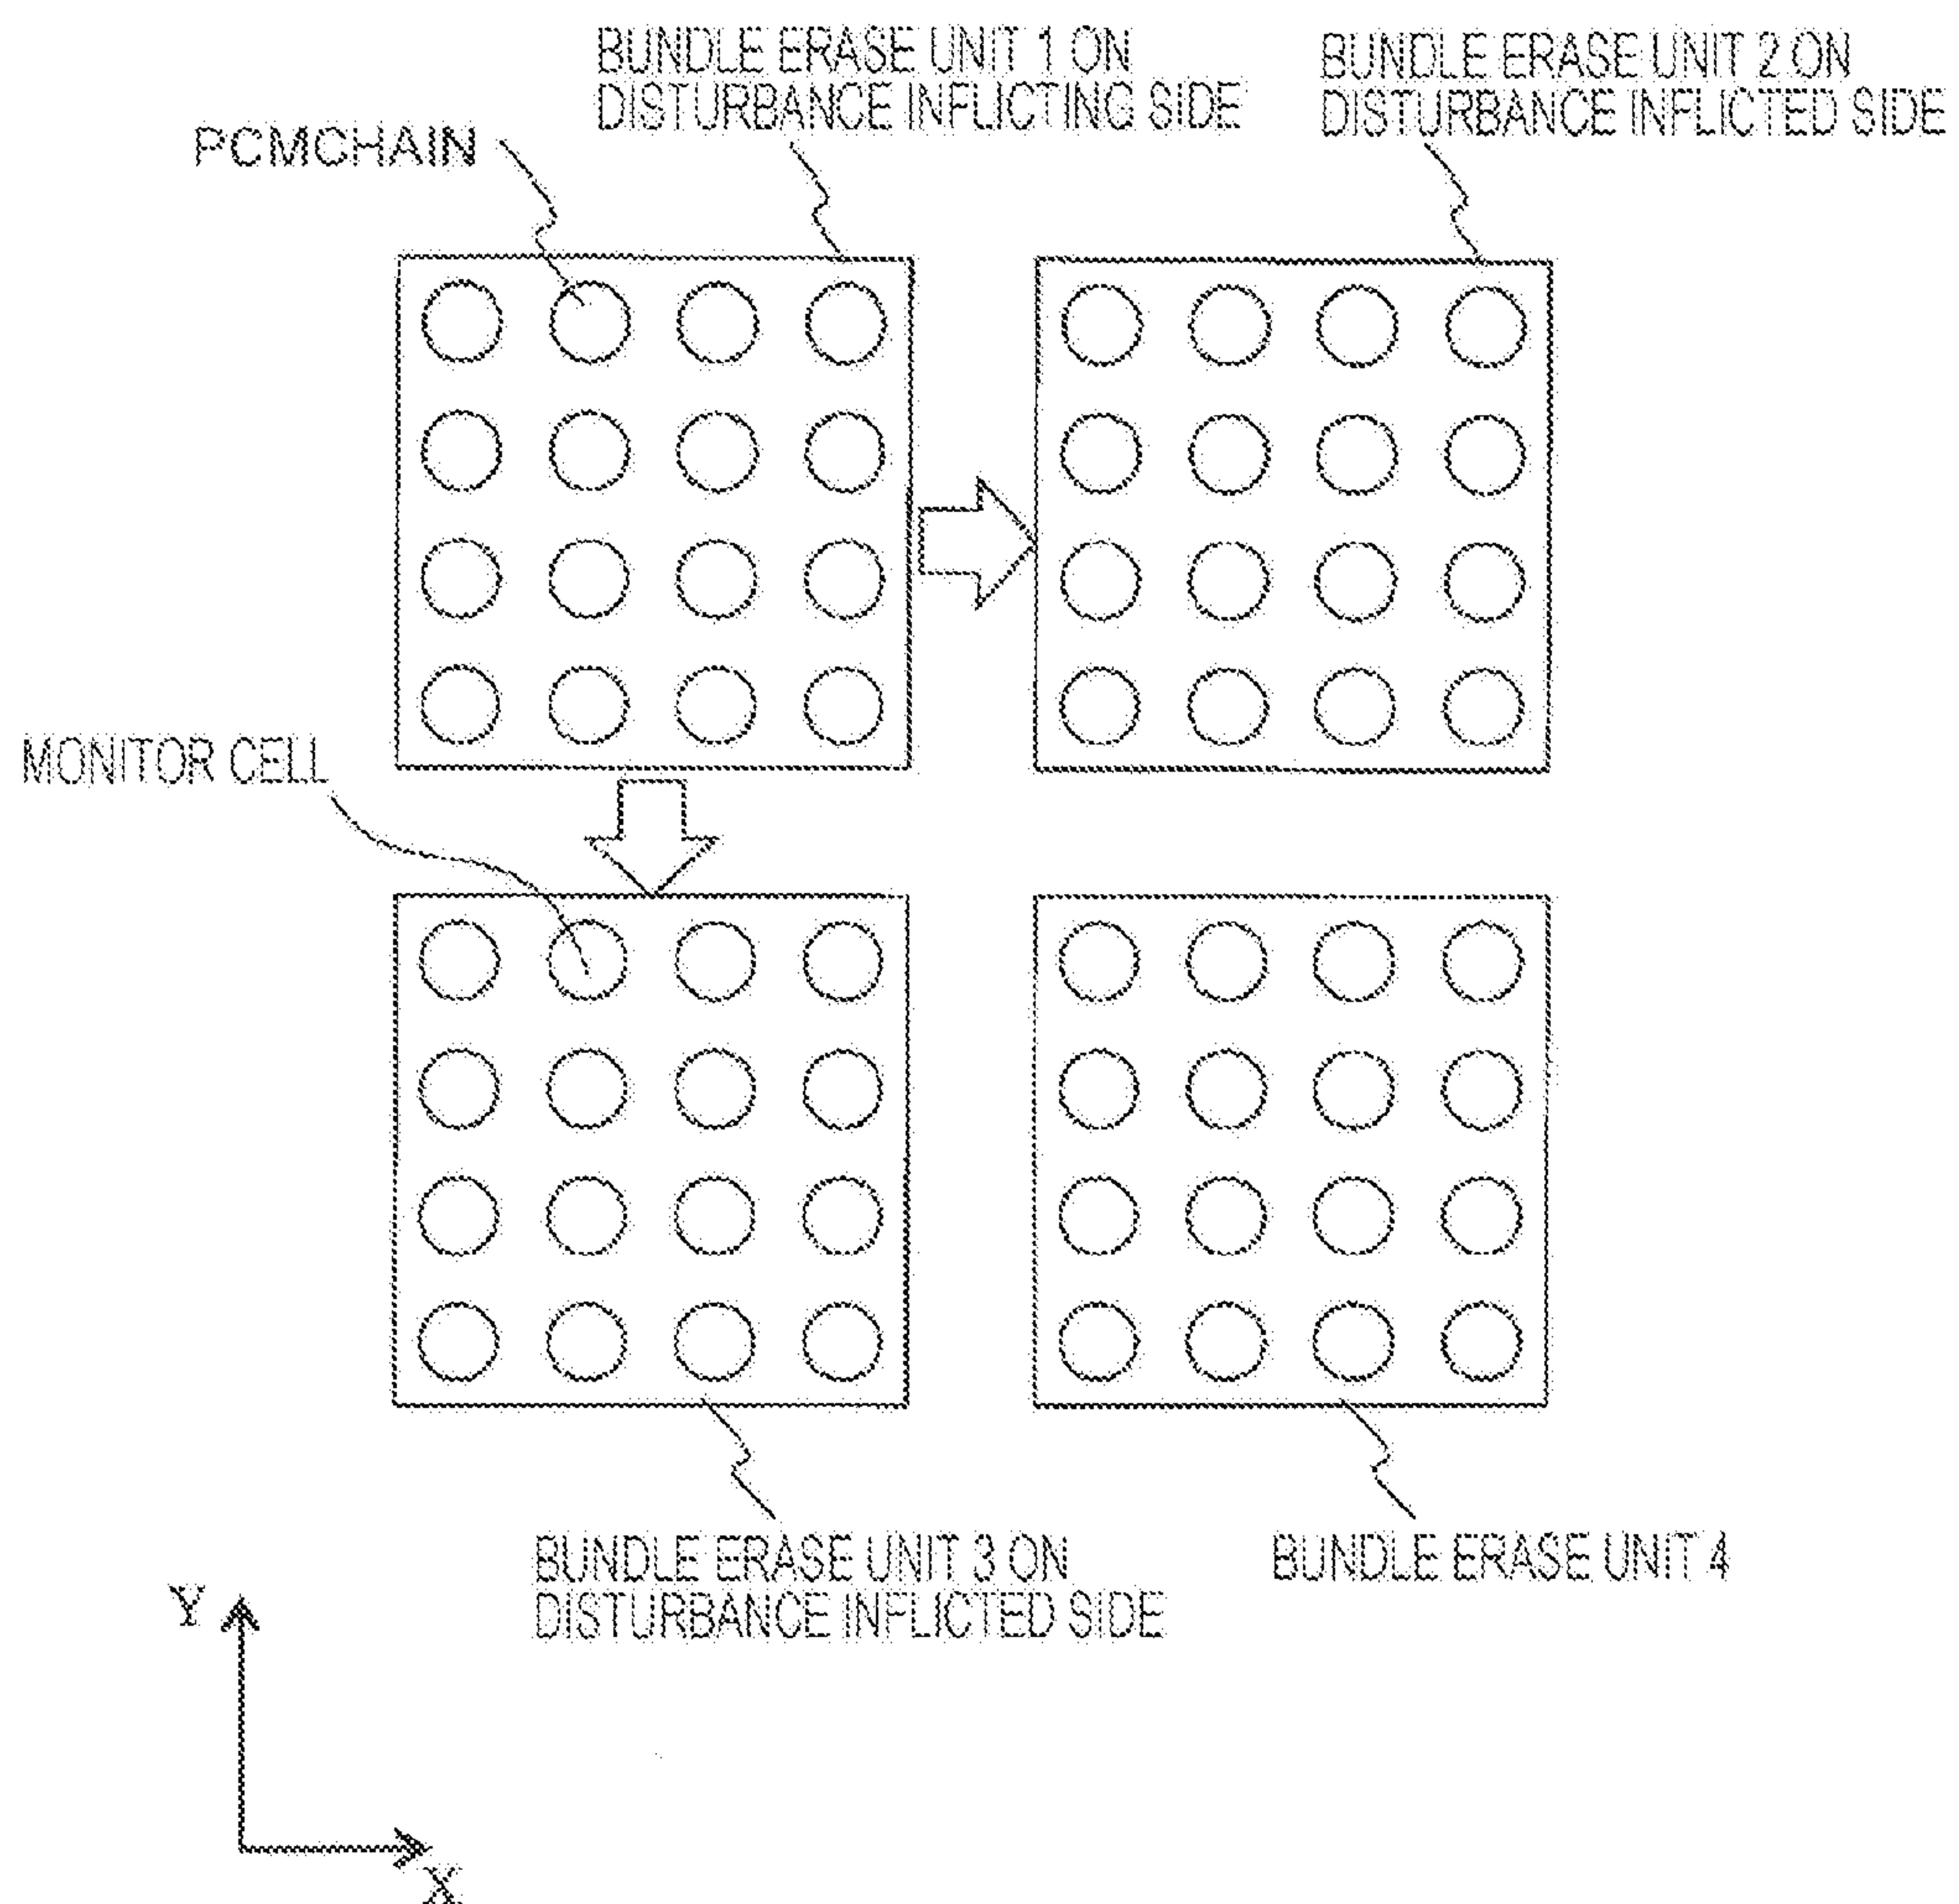 BUNDLE ERASE UNIT 1 ON
DISTURBANCE INFLICTING SIDE
BUNDLE ERASE UNIT 2 ON
DISTURBANCE INFLICTED SIDE
PCMCHAIN
MONITOR CELL
BUNDLE ERASE UNIT 3 ON
DISTURBANCE INFLICTED SIDE
BUNDLE ERASE UNIT 4
Y
X